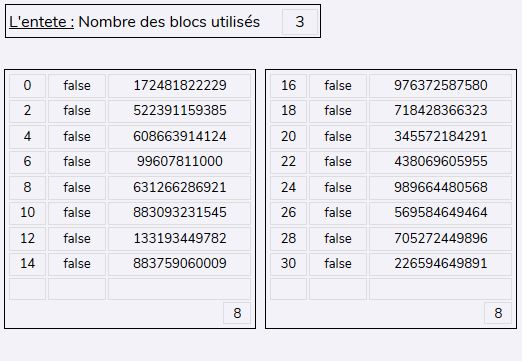 L'entete : Nombre des blocs utilisés 3
0 false 172481822229
2 false 522391159385
4 false 608663914124
6 false 99607811000
8 false 631266286921
10 false 883093231545
12 false 133193449782
14 false 883759060009
8
16 false 976372587580
18 false 718428366323
20 false 345572184291
22 false 438069605955
24 false 989664480568
26 false 569584649464
28 false 705272449896
30 false 226594649891
8